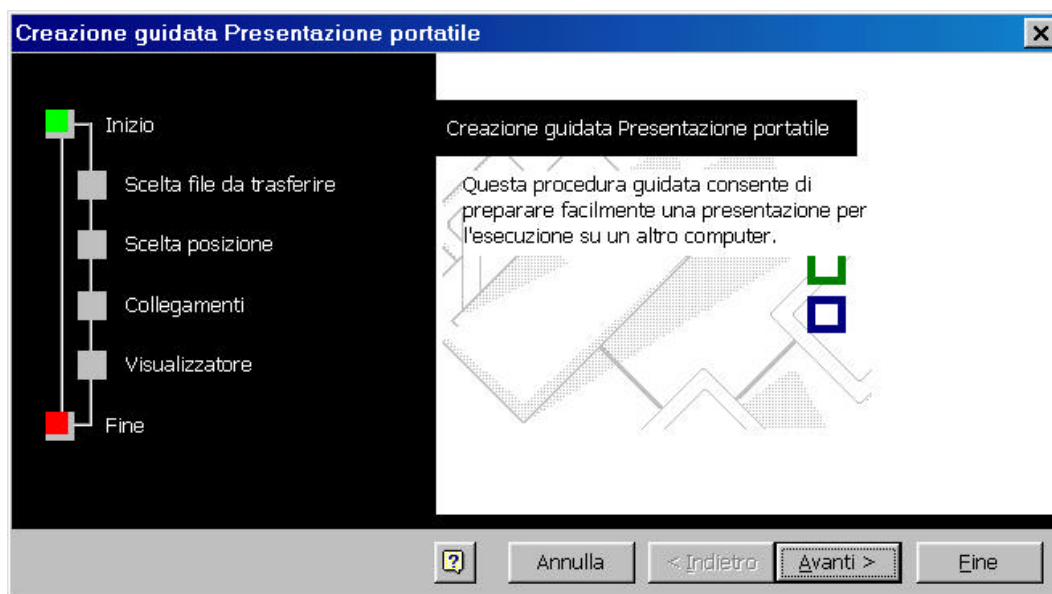 Creazione guidata Presentazione portatile
Inizio
Scelta file da trasferire
Scelta posizione
Collegamenti
Visualizzatore
Fine
Creazione guidata Presentazione portatile
Questa procedura guidata consente di
preparare facilmente una presentazione per
l'esecuzione su un altro computer.
? Annulla < Indietro Avanti > Fine